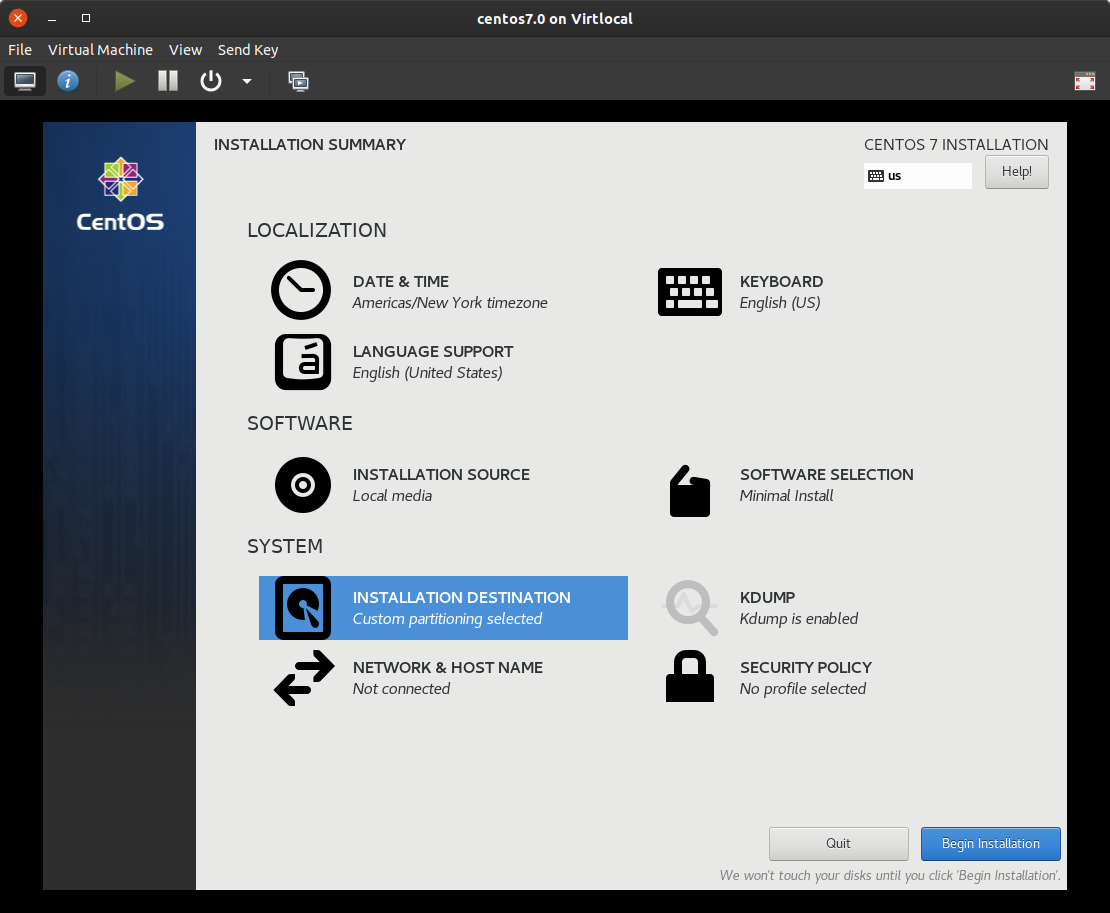 centos7.0 on Virtlocal
File Virtual Machine View Send Key
INSTALLATION SUMMARY
CENTOS 7 INSTALLATION
us
Help!
CentOS
LOCALIZATION
DATE & TIME
Americas/New York timezone
KEYBOARD
English (US)
LANGUAGE SUPPORT
English (United States)
SOFTWARE
INSTALLATION SOURCE
Local media
SOFTWARE SELECTION
Minimal Install
SYSTEM
INSTALLATION DESTINATION
Custom partitioning selected
KDUMP
Kdump is enabled
NETWORK & HOST NAME
Not connected
SECURITY POLICY
No profile selected
Quit
Begin Installation
We won't touch your disks until you click 'Begin Installation'.